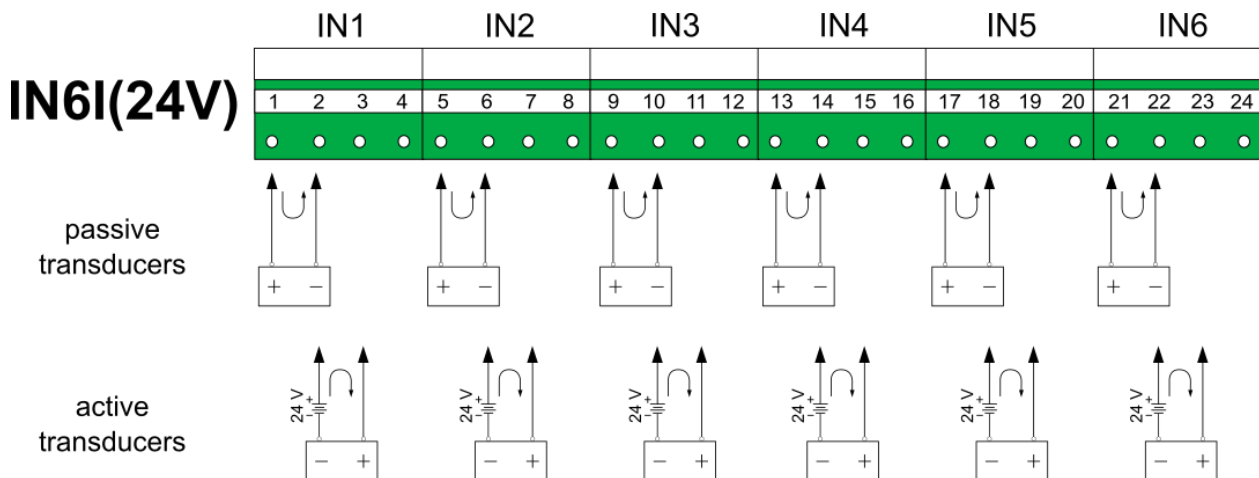 IN1 IN2 IN3 IN4 IN5 IN6
IN6I(24V)
1 2 3 4 5 6 7 8 9 10 11 12 13 14 15 16 17 18 19 20 21 22 23 24
passive
transducers
+ − + − + − + − + − + −
24 V + − 24 V + − 24 V + − 24 V + − 24 V + − 24 V + −
active
transducers
− + − + − + − + − + − +